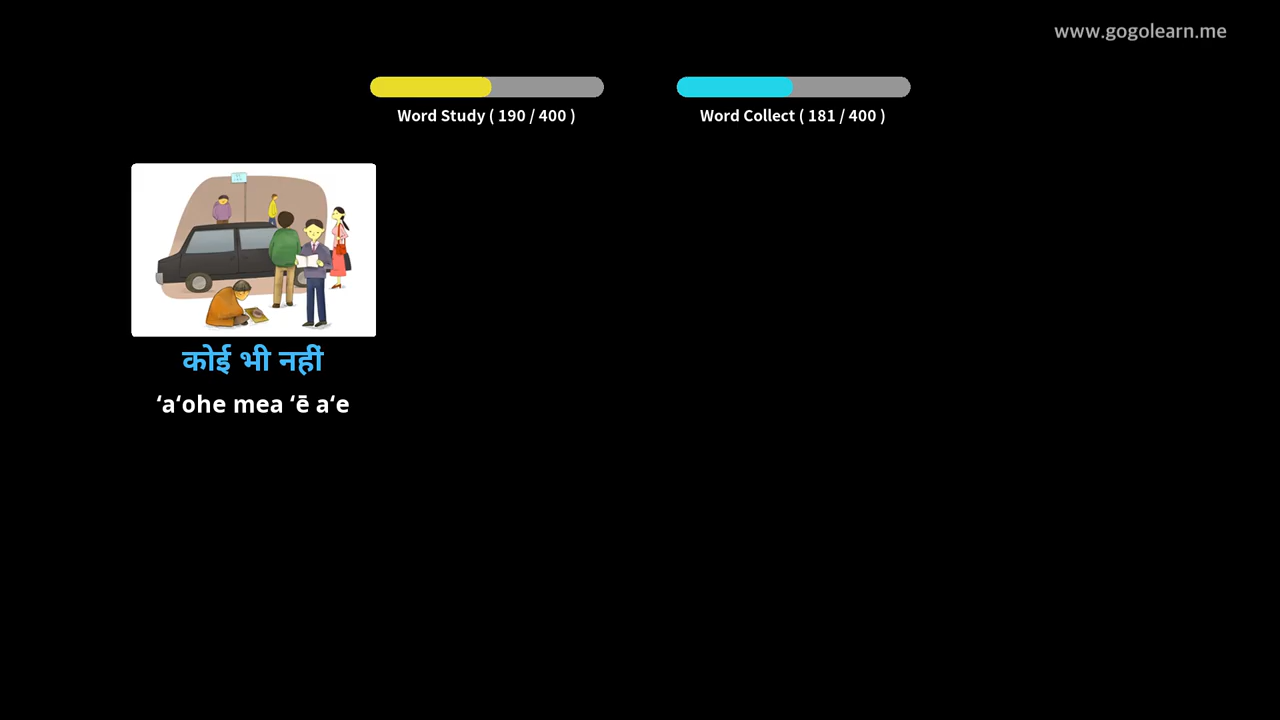 www.gogolearn.me
Word Study ( 190 / 400 )
Word Collect ( 181 / 400 )
कोई भी नहीं
ʻaʻohe mea ʻē aʻe